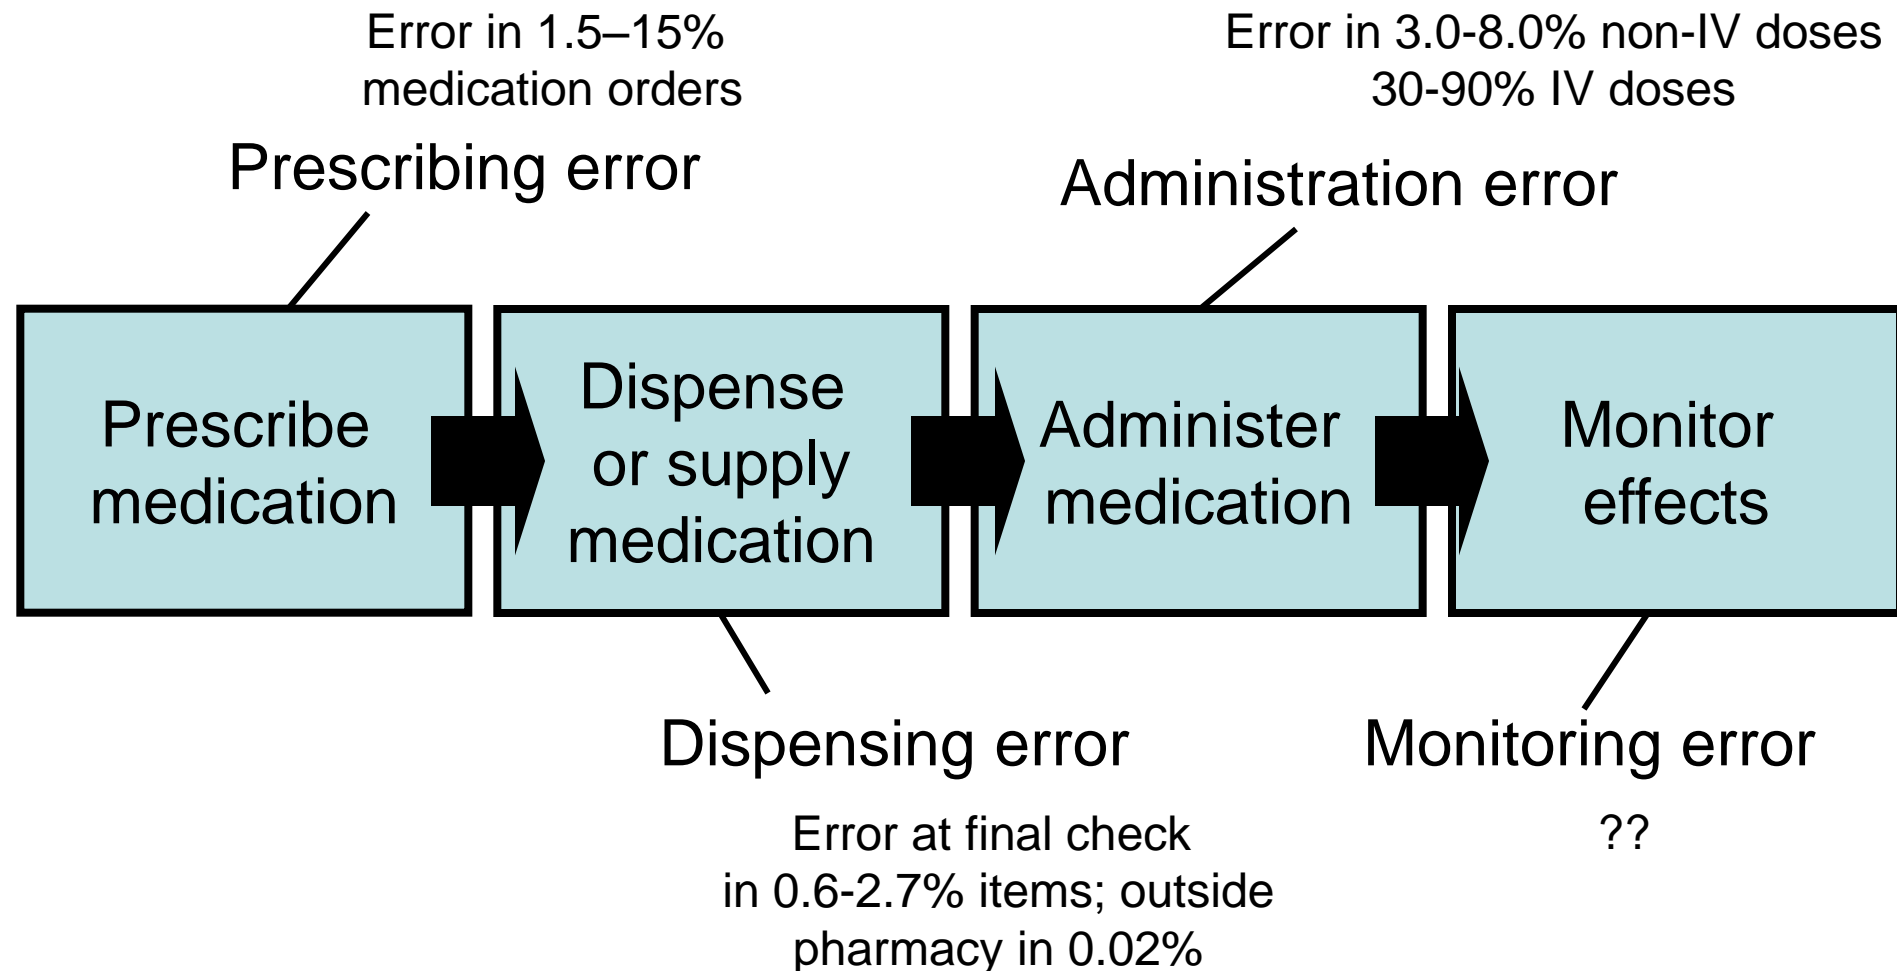 Error in 1.5–15%
medication orders
Error in 3.0-8.0% non-IV doses
30-90% IV doses
Prescribing error
Administration error
Prescribe
medication
Dispense
or supply
medication
Administer
medication
Monitor
effects
Dispensing error
Monitoring error
Error at final check
in 0.6-2.7% items; outside
pharmacy in 0.02%
??